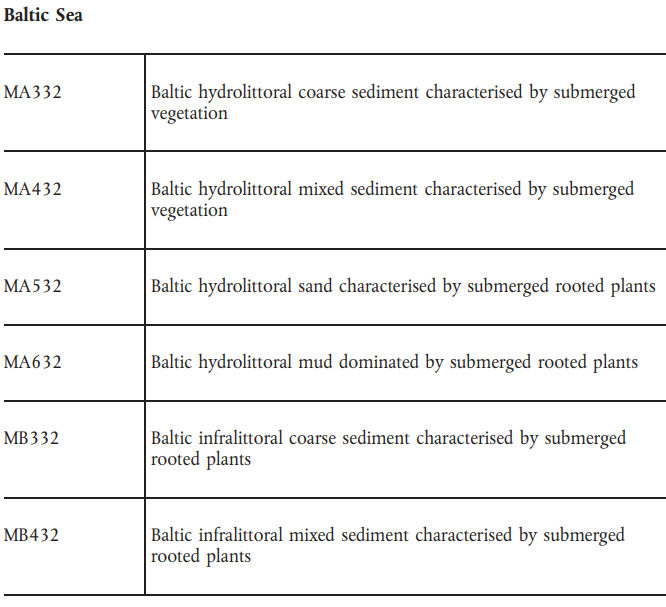 Baltic Sea
MA332
Baltic hydrolittoral coarse sediment characterised by submerged
vegetation
MA432
Baltic hydrolittoral mixed sediment characterised by submerged
vegetation
MA532
Baltic hydrolittoral sand characterised by submerged rooted plants
MA632
Baltic hydrolittoral mud dominated by submerged rooted plants
MB332
Baltic infralittoral coarse sediment characterised by submerged
rooted plants
MB432
Baltic infralittoral mixed sediment characterised by submerged
rooted plants